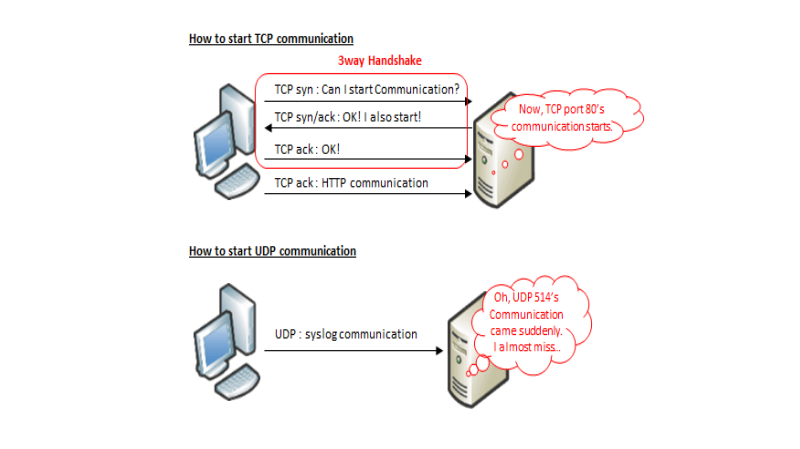 How to start TCP communication
3way Handshake
TCP syn : Can I start Communication?
TCP syn/ack : OK! I also start!
TCP ack : OK!
TCP ack : HTTP communication
Now, TCP port 80's
communication starts.
How to start UDP communication
UDP : syslog communication
Oh, UDP 514's
Communication
came suddenly.
I almost miss..